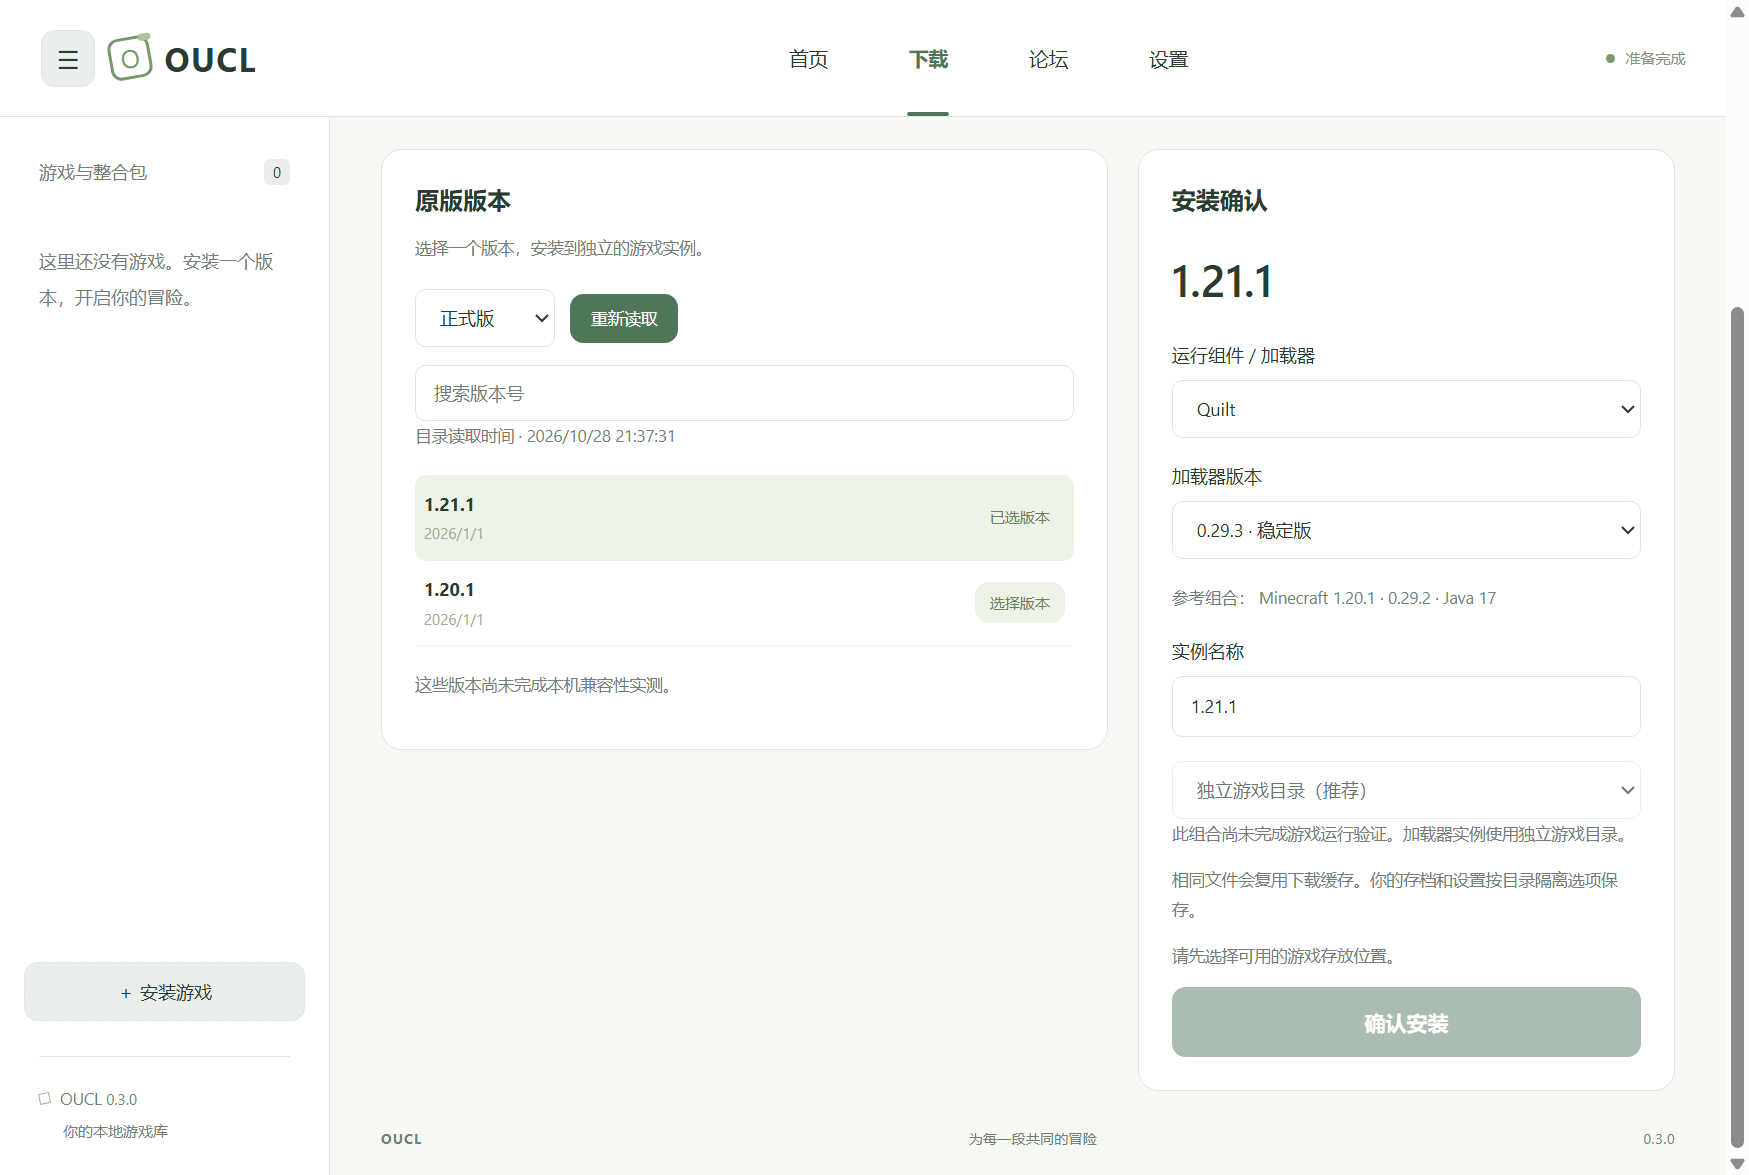 ☰ O OUCL 首页 下载 论坛 设置 准备完成
游戏与整合包 0
这里还没有游戏。安装一个版
本，开启你的冒险。
+ 安装游戏
OUCL 0.3.0
你的本地游戏库
原版版本
选择一个版本，安装到独立的游戏实例。
正式版 重新读取
搜索版本号
目录读取时间 · 2026/10/28 21:37:31
1.21.1
2026/1/1
已选版本
1.20.1
2026/1/1
选择版本
这些版本尚未完成本机兼容性实测。
安装确认
1.21.1
运行组件 / 加载器
Quilt
加载器版本
0.29.3 · 稳定版
参考组合： Minecraft 1.20.1 · 0.29.2 · Java 17
实例名称
1.21.1
独立游戏目录（推荐）
此组合尚未完成游戏运行验证。加载器实例使用独立游戏目录。
相同文件会复用下载缓存。你的存档和设置按目录隔离选项保
存。
请先选择可用的游戏存放位置。
确认安装
OUCL 为每一段共同的冒险 0.3.0